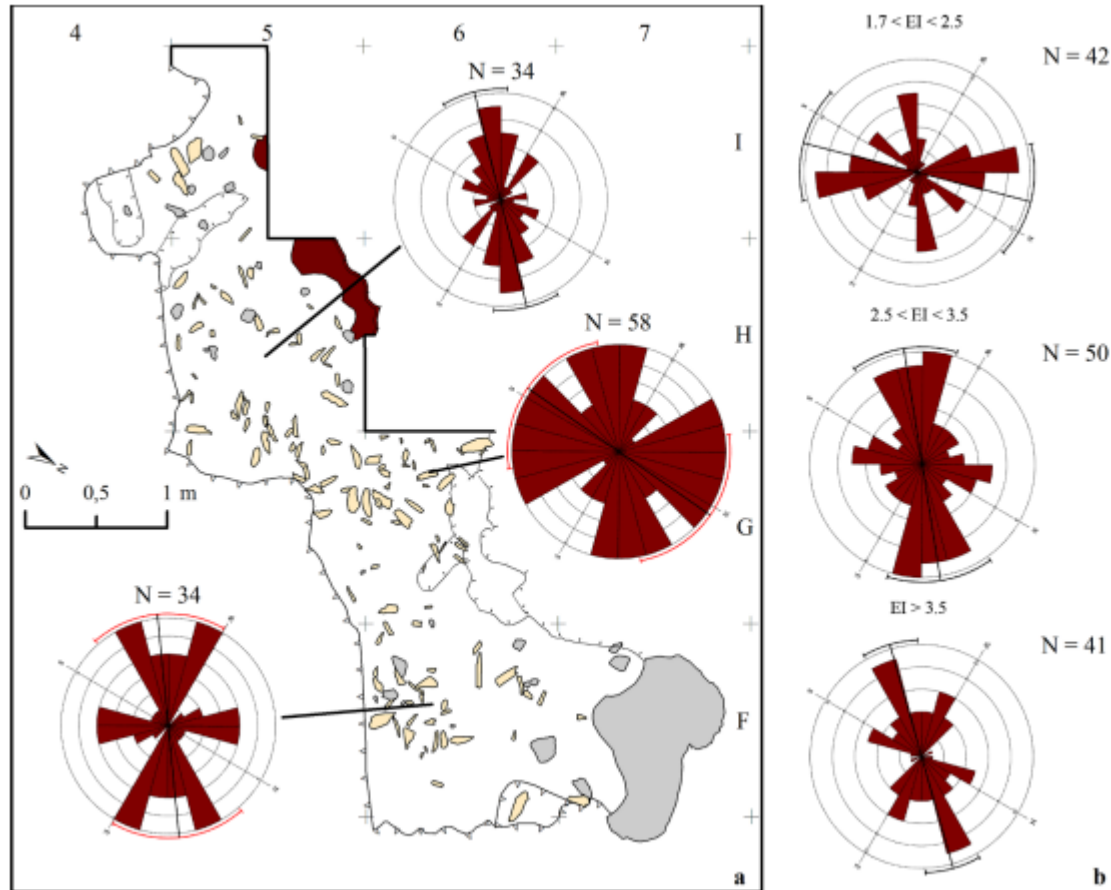 4 5 6 7
1.7 < EI < 2.5
N = 42
N = 34
I
2.5 < EI < 3.5
N = 50
N = 58
H
0 0,5 1 m
G
N = 34
EI > 3.5
N = 41
F
a
b